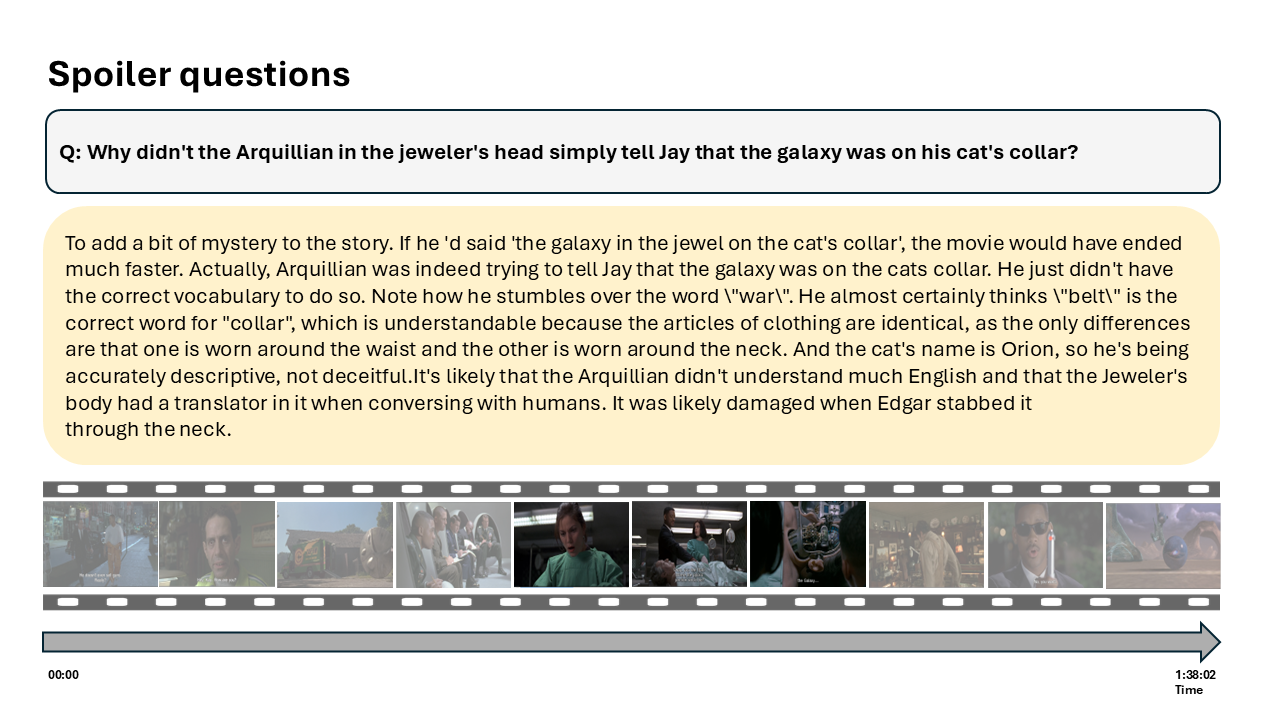 Spoiler questions
Q: Why didn't the Arquillian in the jeweler's head simply tell Jay that the galaxy was on his cat's collar?
To add a bit of mystery to the story. If he 'd said 'the galaxy in the jewel on the cat's collar', the movie would have ended
much faster. Actually, Arquillian was indeed trying to tell Jay that the galaxy was on the cats collar. He just didn't have
the correct vocabulary to do so. Note how he stumbles over the word \"war\". He almost certainly thinks \"belt\" is the
correct word for "collar", which is understandable because the articles of clothing are identical, as the only differences
are that one is worn around the waist and the other is worn around the neck. And the cat's name is Orion, so he's being
accurately descriptive, not deceitful.It's likely that the Arquillian didn't understand much English and that the Jeweler's
body had a translator in it when conversing with humans. It was likely damaged when Edgar stabbed it
through the neck.
00:00
1:38:02
Time